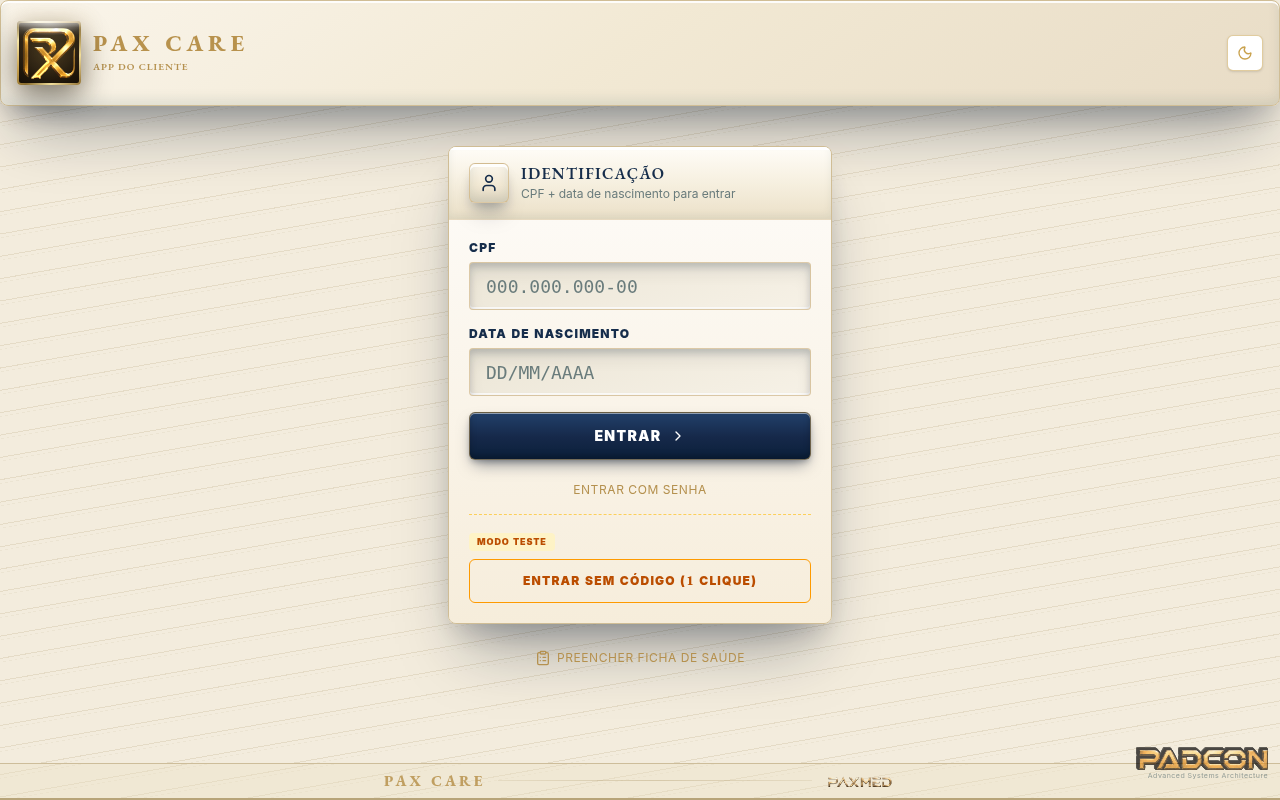 PAX CARE
APP DO CLIENTE
IDENTIFICAÇÃO
CPF + data de nascimento para entrar
CPF
000.000.000-00
DATA DE NASCIMENTO
DD/MM/AAAA
ENTRAR
ENTRAR COM SENHA
MODO TESTE
ENTRAR SEM CÓDIGO (1 CLIQUE)
PREENCHER FICHA DE SAÚDE
PADCON
Advanced Systems Architecture
PAX CARE
PAXMED